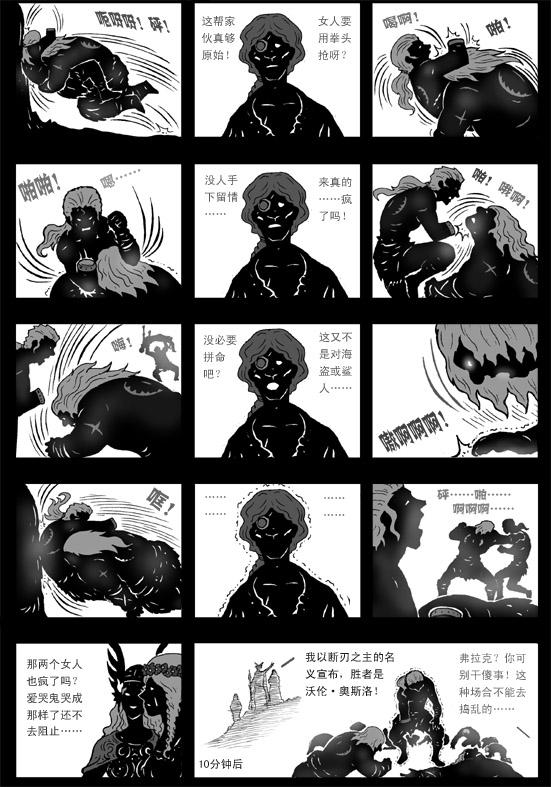 呃呀呀！砰！
这帮家
伙真够
原始！
女人要
用拳头
抢呀？
喝啊！
啪！
啪啪！
嗯……
没人手
下留情
……
来真的
……疯
了吗！
啪！
哦啊！
嗨！
没必要
拼命
吧？
这又不
是对海
盗或鲨
人……
嗷啊啊啊！
哐！
……
……
……
……
砰……啪……
啊啊啊……
那两个女人
也疯了吗？
爱哭鬼哭成
那样了还不
去阻止……
我以断刃之主的名
义宣布，胜者是
沃伦·奥斯洛！
弗拉克？你可
别干傻事！这
种场合不能去
捣乱的……
10分钟后